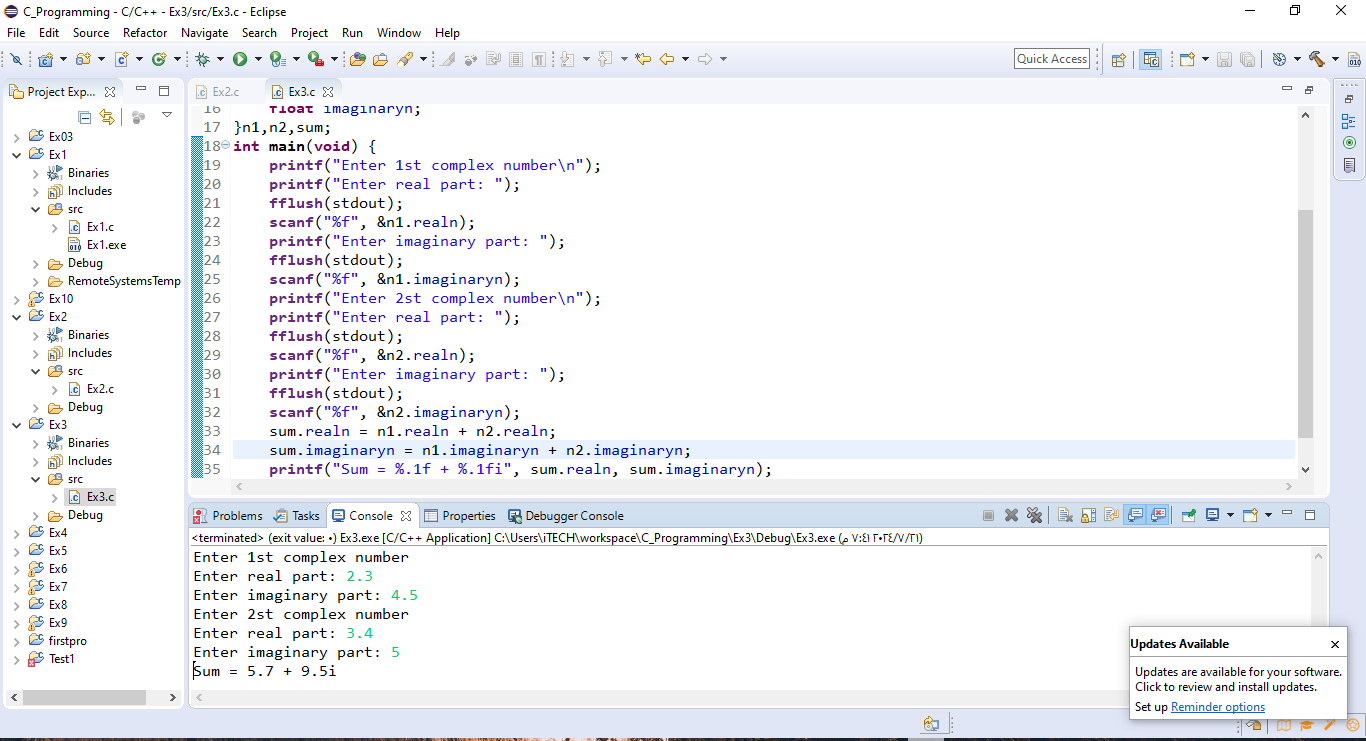 C_Programming - C/C++ - Ex3/src/Ex3.c - Eclipse
File Edit Source Refactor Navigate Search Project Run Window Help
Quick Access
Project Exp...
Ex03
Ex1
Binaries
Includes
src
Ex1.c
Ex1.exe
Debug
RemoteSystemsTemp
Ex10
Ex2
Binaries
Includes
src
Ex2.c
Debug
Ex3
Binaries
Includes
src
Ex3.c
Debug
Ex4
Ex5
Ex6
Ex7
Ex8
Ex9
firstpro
Test1
Ex2.c Ex3.c
16 float imaginaryn;
17 }n1,n2,sum;
18 int main(void) {
19 printf("Enter 1st complex number\n");
20 printf("Enter real part: ");
21 fflush(stdout);
22 scanf("%f", &n1.realn);
23 printf("Enter imaginary part: ");
24 fflush(stdout);
25 scanf("%f", &n1.imaginaryn);
26 printf("Enter 2st complex number\n");
27 printf("Enter real part: ");
28 fflush(stdout);
29 scanf("%f", &n2.realn);
30 printf("Enter imaginary part: ");
31 fflush(stdout);
32 scanf("%f", &n2.imaginaryn);
33 sum.realn = n1.realn + n2.realn;
34 sum.imaginaryn = n1.imaginaryn + n2.imaginaryn;
35 printf("Sum = %.1f + %.1fi", sum.realn, sum.imaginaryn);
Problems Tasks Console Properties Debugger Console
<terminated> (exit value: ٠) Ex3.exe [C/C++ Application] C:\Users\iTECH\workspace\C_Programming\Ex3\Debug\Ex3.exe (٢٠٢٤/٧/٢١ ٧:٤١ م)
Enter 1st complex number
Enter real part: 2.3
Enter imaginary part: 4.5
Enter 2st complex number
Enter real part: 3.4
Enter imaginary part: 5
Sum = 5.7 + 9.5i
Updates Available
Updates are available for your software.
Click to review and install updates.
Set up Reminder options